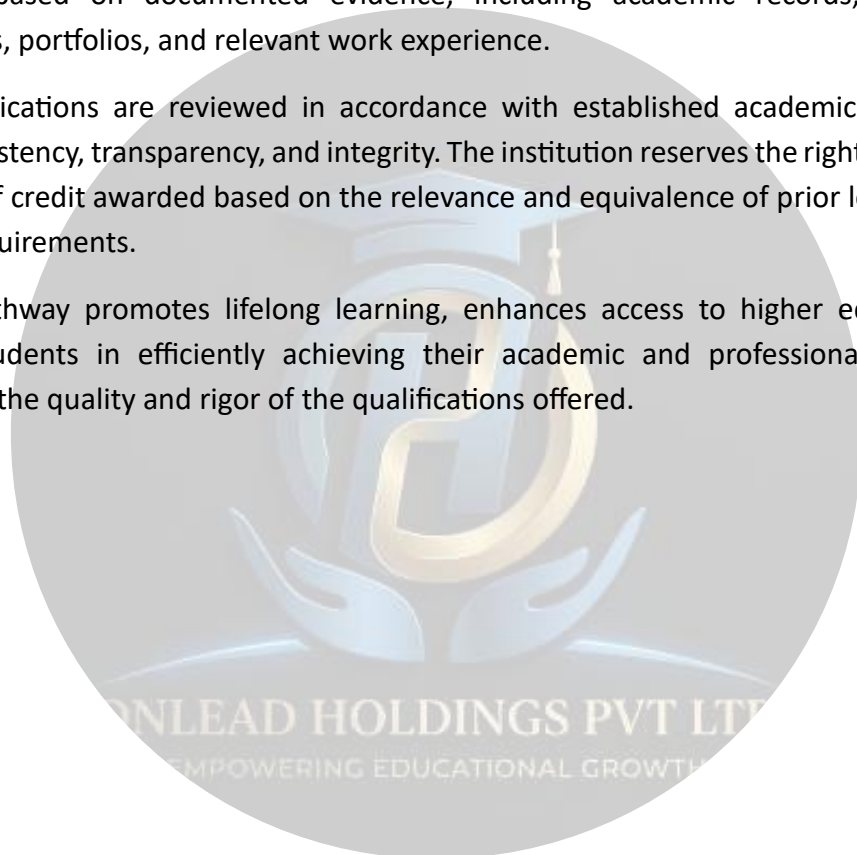 based on documented evidence, including academic records,
s, portfolios, and relevant work experience.
ications are reviewed in accordance with established academic
stency, transparency, and integrity. The institution reserves the right
f credit awarded based on the relevance and equivalence of prior l
uirements.
thway promotes lifelong learning, enhances access to higher e
udents in efficiently achieving their academic and professiona
the quality and rigor of the qualifications offered.
ONLEAD HOLDINGS PVT LT
EMPOWERING EDUCATIONAL GROWTH